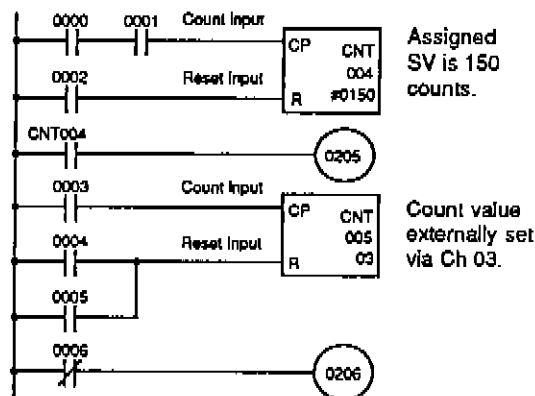 0000 0001 Count Input
CP CNT
004
#0150
Assigned
SV is 150
counts.
0002 Reset Input
R
CNT004
0205
0003 Count Input
CP CNT
005
03
Count value
externally set
via Ch 03.
0004 Reset Input
R
0005
0006
0206